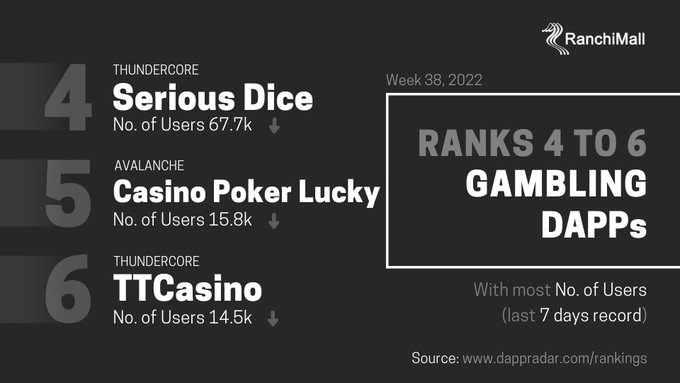 RanchiMall
Week 38, 2022
RANKS 4 TO 6
GAMBLING
DAPPs
4
THUNDERCORE
Serious Dice
No. of Users 67.7k
5
AVALANCHE
Casino Poker Lucky
No. of Users 15.8k
6
THUNDERCORE
TTCasino
No. of Users 14.5k
With most No. of Users
(last 7 days record)
Source: www.dappradar.com/rankings